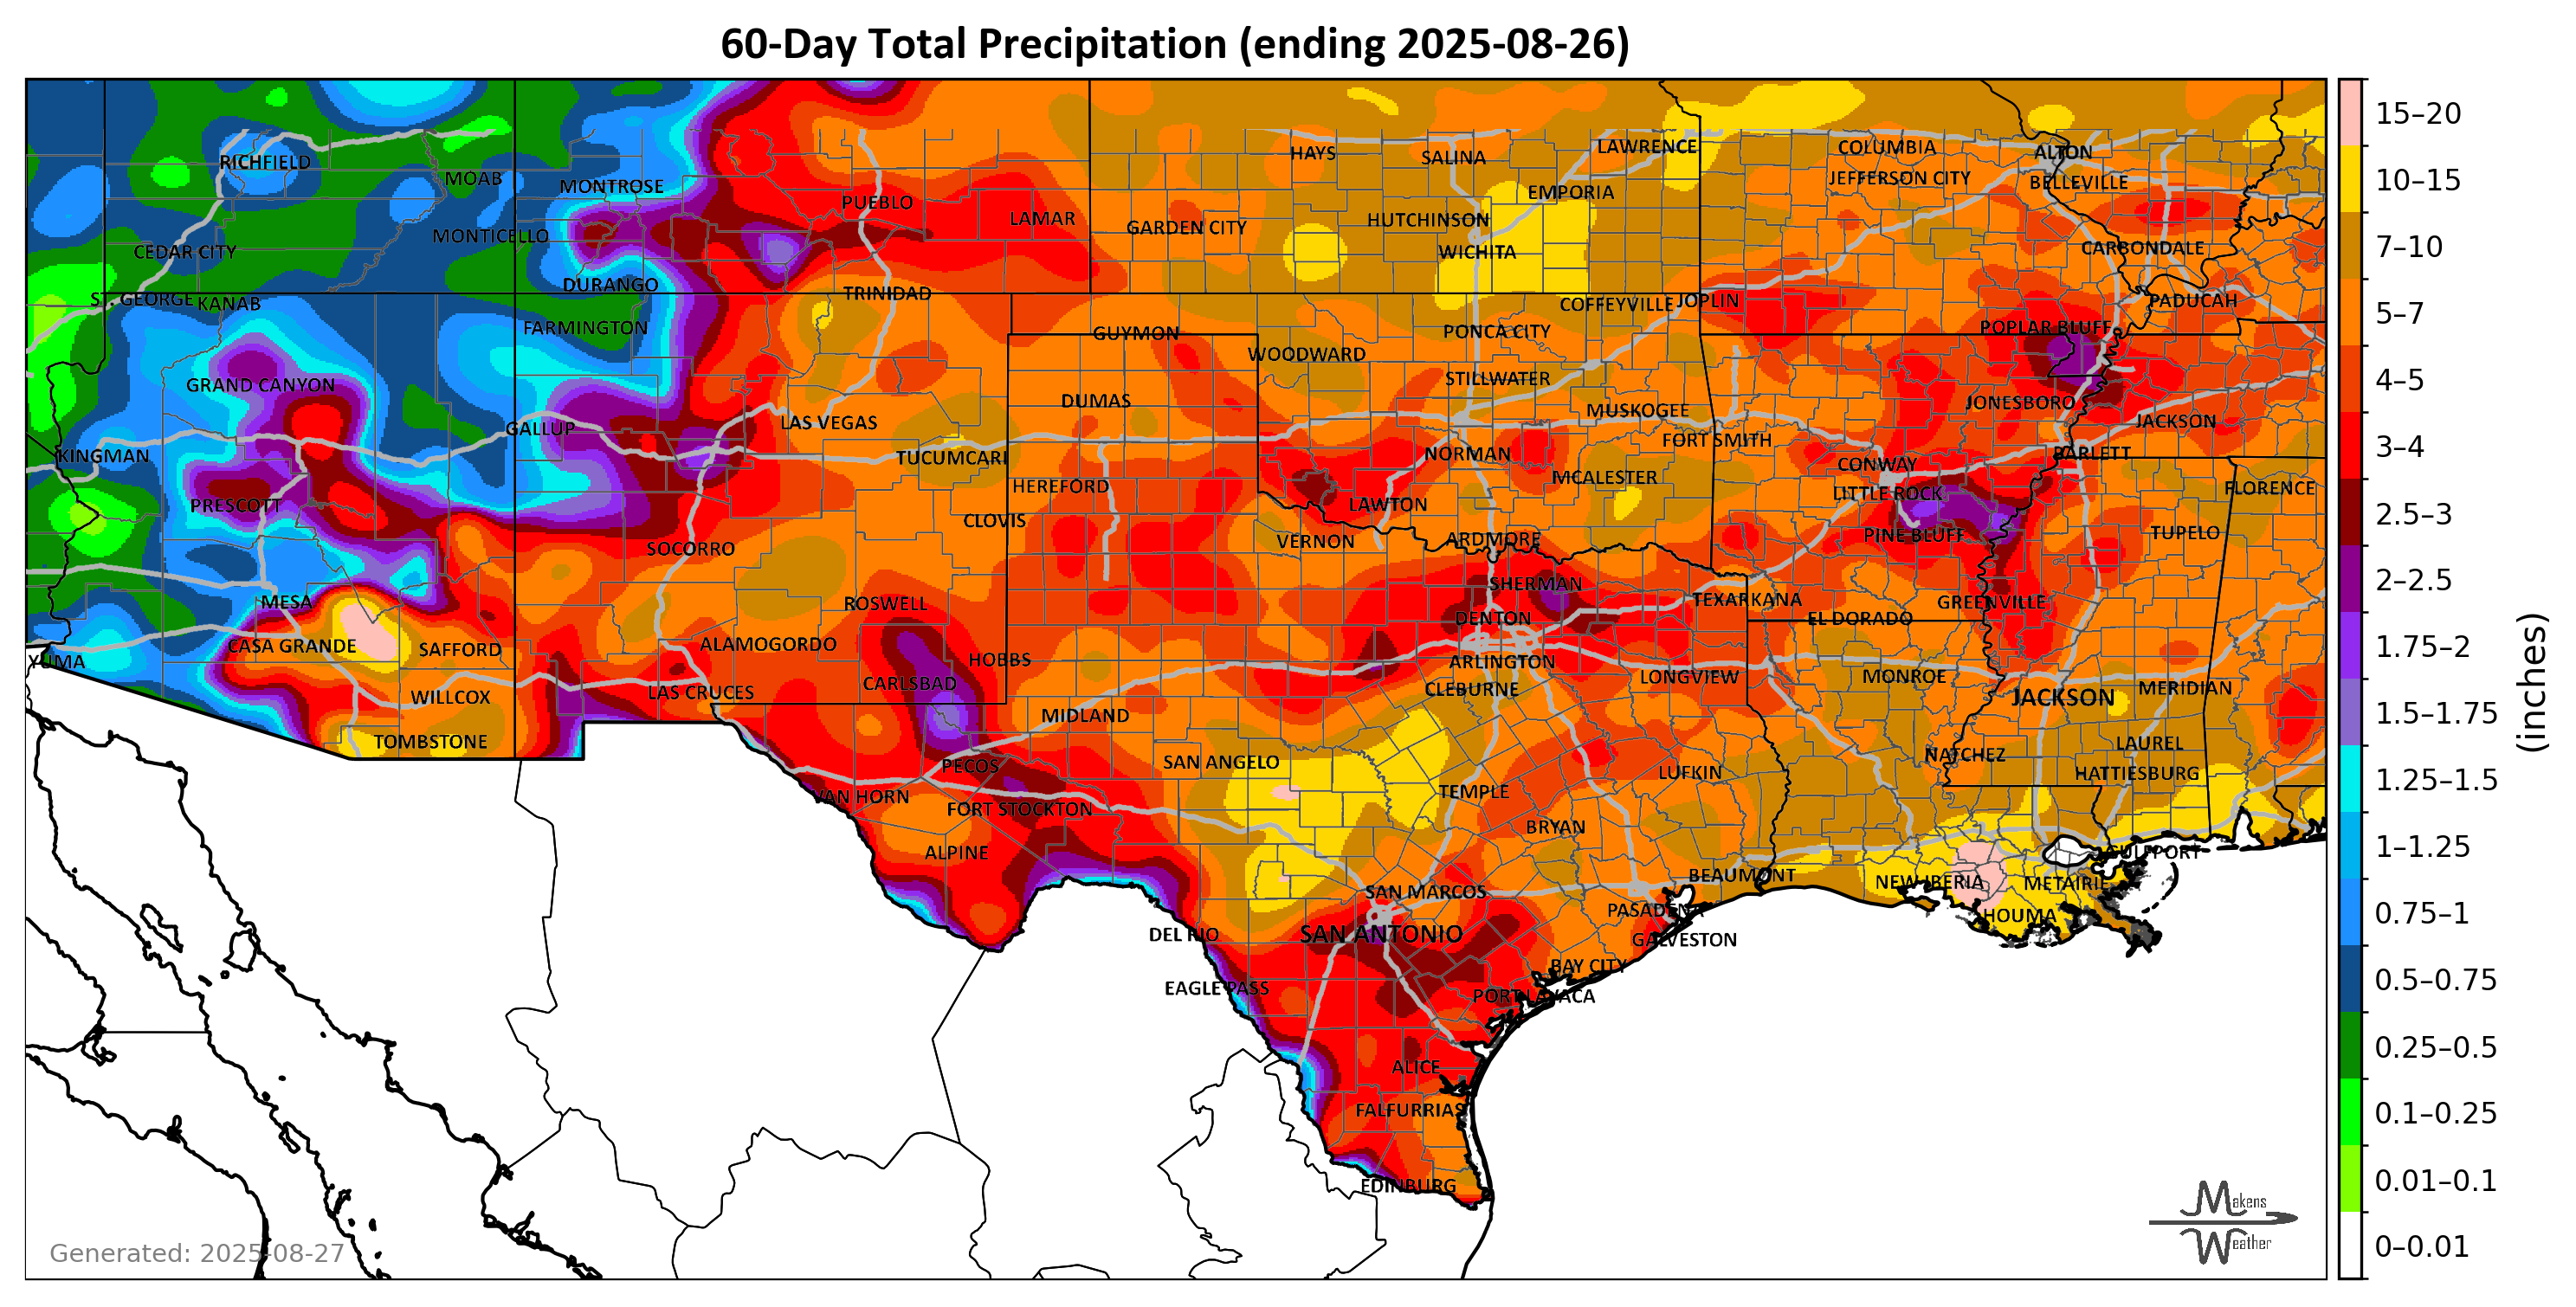 60-Day Total Precipitation (ending 2025-08-26)
RICHFIELD
MOAB
MONTROSE
PUEBLO
LAMAR
GARDEN CITY
HAYS
SALINA
LAWRENCE
EMPORIA
HUTCHINSON
WICHITA
COLUMBIA
JEFFERSON CITY
ALTON
BELLEVILLE
CARBONDALE
CEDAR CITY
MONTICELLO
DURANGO
TRINIDAD
COFFEYVILLE
JOPLIN
PADUCAH
POPLAR BLUFF
GEORGE
KANAB
FARMINGTON
GUYMON
WOODWARD
PONCA CITY
STILLWATER
GRAND CANYON
DUMAS
MUSKOGEE
JONESBORO
JACKSON
GALLUP
LAS VEGAS
KINGMAN
TUCUMCARI
NORMAN
FORT SMITH
BARLETT
CONWAY
HEREFORD
MCALESTER
LITTLE ROCK
FLORENCE
PRESCOTT
CLOVIS
LAWTON
PINE BLUFF
TUPELO
SOCORRO
VERNON
ARDMORE
SHERMAN
MESA
ROSWELL
DENTON
TEXARKANA
EL DORADO
GREENVILLE
CASA GRANDE
SAFFORD
ALAMOGORDO
HOBBS
ARLINGTON
YUMA
WILLCOX
LAS CRUCES
CARLSBAD
CLEBURNE
LONGVIEW
MONROE
JACKSON
MERIDIAN
TOMBSTONE
MIDLAND
PECOS
SAN ANGELO
NATCHEZ
LAUREL
HATTIESBURG
VAN HORN
FORT STOCKTON
TEMPLE
LUFKIN
ALPINE
BRYAN
GULFPORT
SAN MARCOS
BEAUMONT
NEW IBERIA
METAIRIE
HOUMA
DEL RIO
SAN ANTONIO
PASADENA
GALVESTON
BAY CITY
EAGLE PASS
PORT LAVACA
ALICE
FALFURRIAS
EDINBURG
15–20
10–15
7–10
5–7
4–5
3–4
2.5–3
2–2.5
1.75–2
1.5–1.75
1.25–1.5
1–1.25
0.75–1
0.5–0.75
0.25–0.5
0.1–0.25
0.01–0.1
0–0.01
(inches)
Generated: 2025-08-27
Makens
Weather